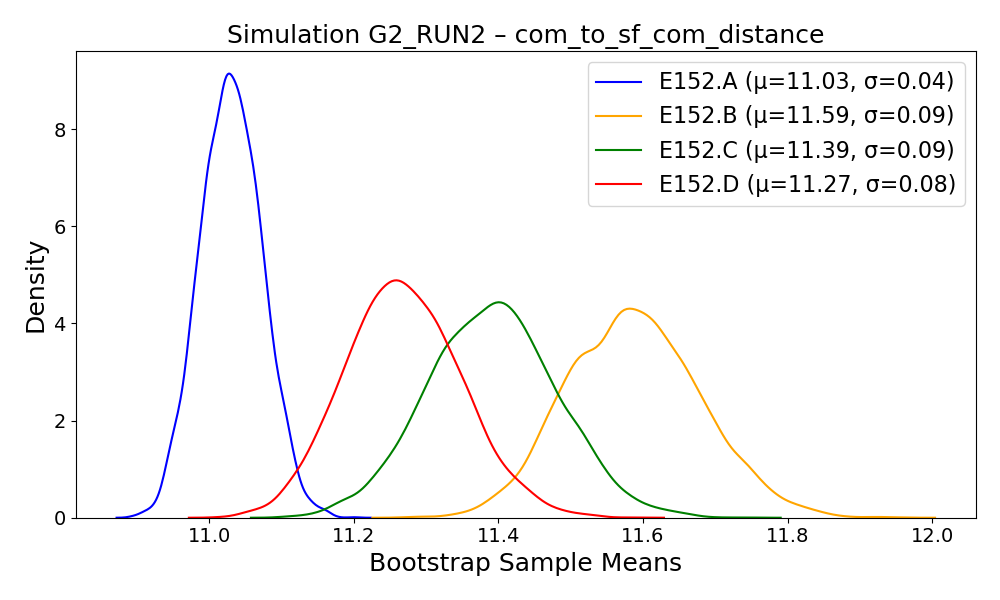 Simulation G2_RUN2 – com_to_sf_com_distance
E152.A (μ=11.03, σ=0.04)
E152.B (μ=11.59, σ=0.09)
E152.C (μ=11.39, σ=0.09)
E152.D (μ=11.27, σ=0.08)
Density
8
6
4
2
0
11.0 11.2 11.4 11.6 11.8 12.0
Bootstrap Sample Means